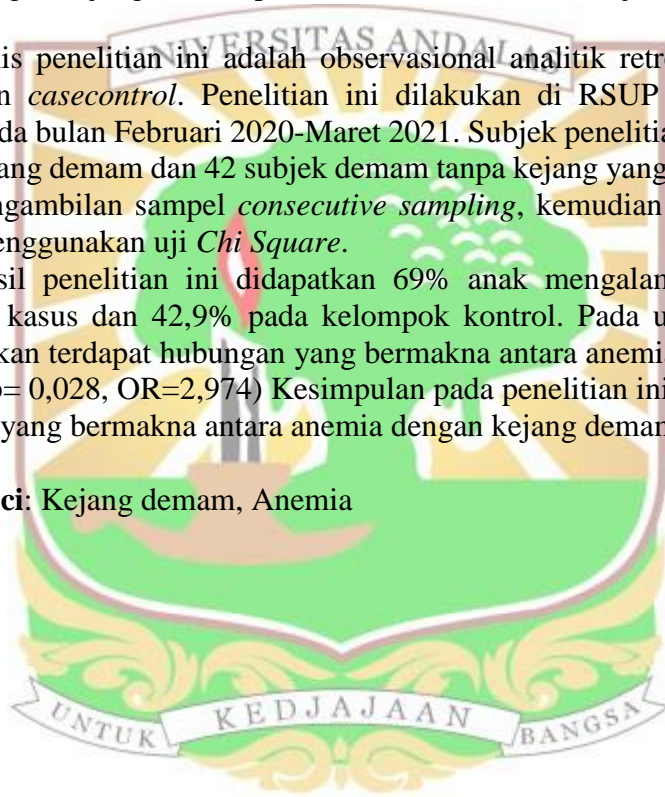 UNIVERSITAS ANDALAS
is penelitian ini adalah observasional analitik retro
n casecontrol. Penelitian ini dilakukan di RSUP
da bulan Februari 2020-Maret 2021. Subjek penelitia
ang demam dan 42 subjek demam tanpa kejang yang
ngambilan sampel consecutive sampling, kemudian
enggunakan uji Chi Square.
sil penelitian ini didapatkan 69% anak mengalam
kasus dan 42,9% pada kelompok kontrol. Pada u
kan terdapat hubungan yang bermakna antara anemi
p= 0,028, OR=2,974) Kesimpulan pada penelitian ini
yang bermakna antara anemia dengan kejang demam
ci: Kejang demam, Anemia
UNTUK KEDJAJAAN BANGSA